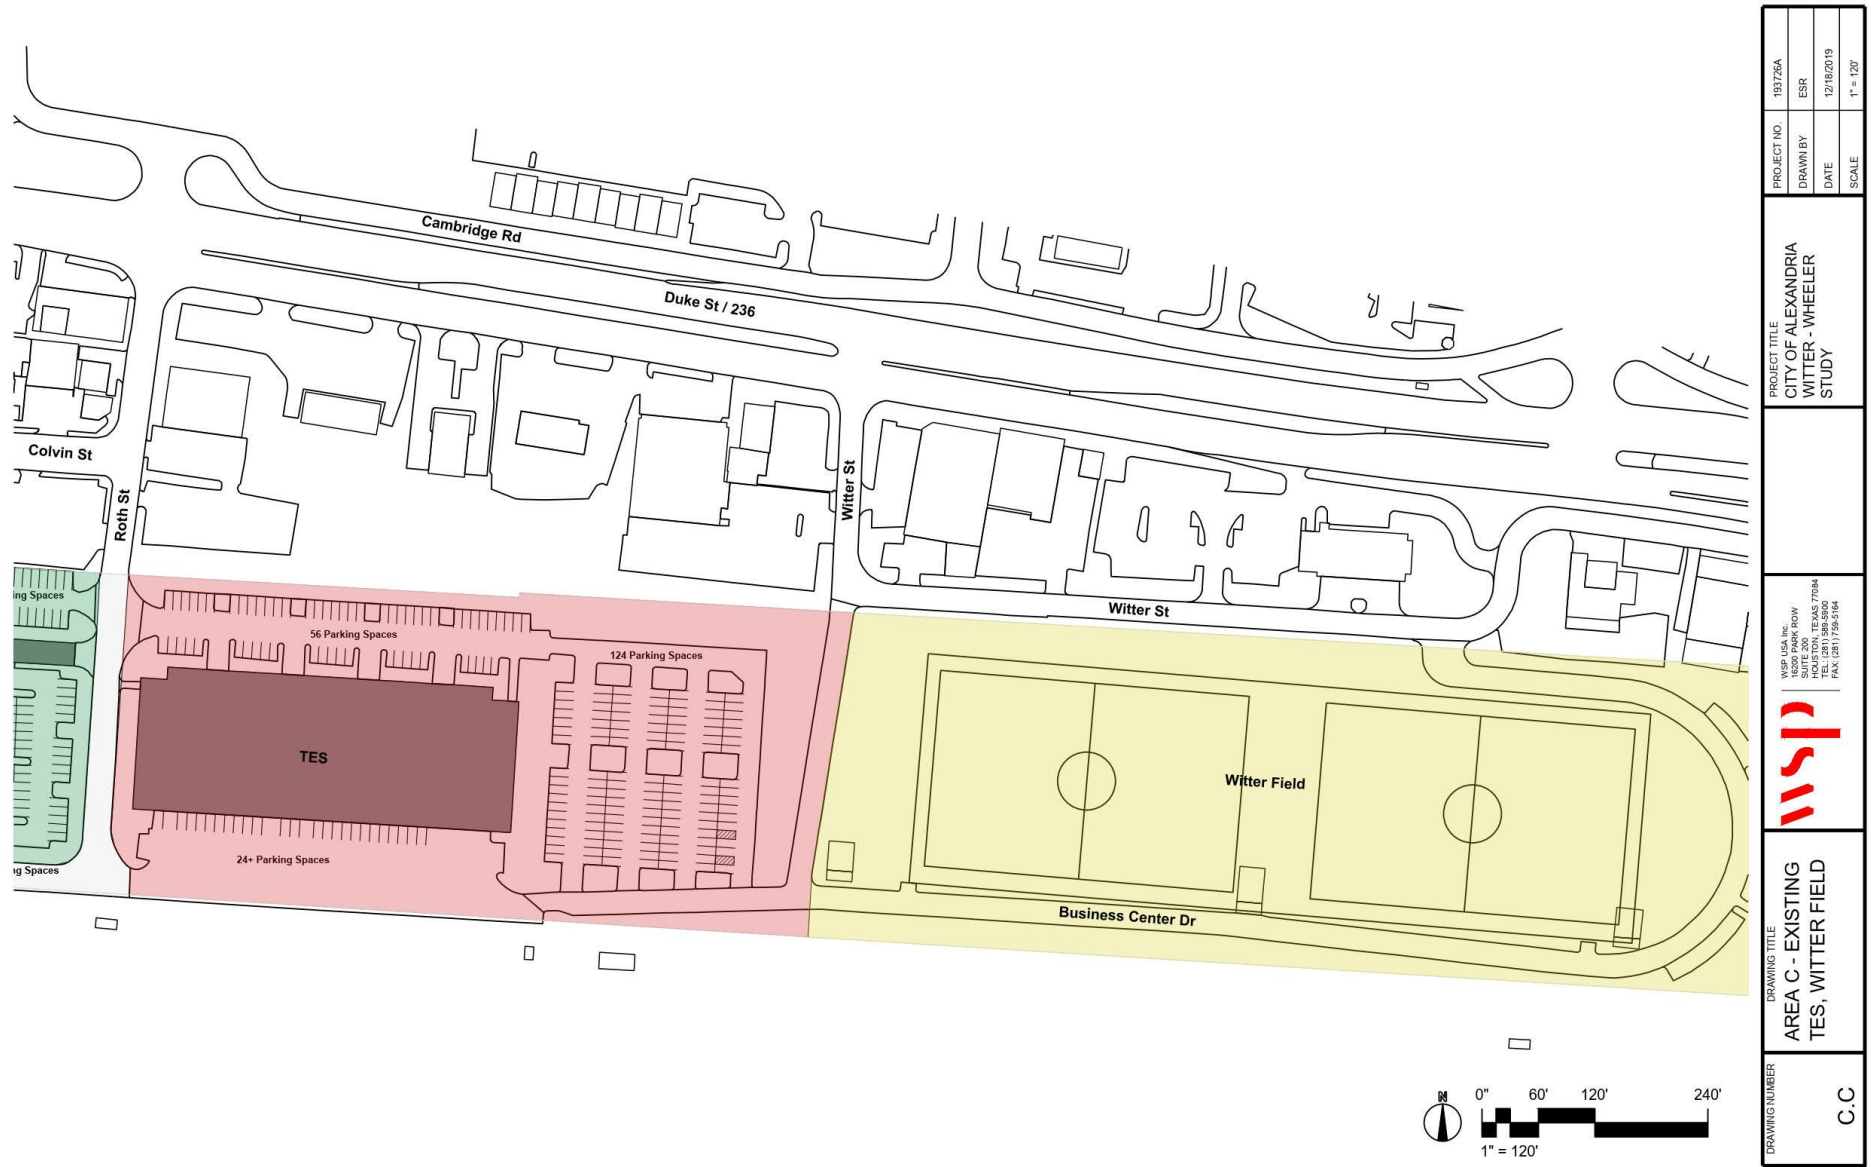 Cambridge Rd
Duke St / 236
Colvin St
Roth St
Witter St
Witter St
ing Spaces
56 Parking Spaces
124 Parking Spaces
TES
Witter Field
24+ Parking Spaces
ng Spaces
Business Center Dr
N
0" 60' 120' 240'
1" = 120'
PROJECT NO. 193726A
DRAWN BY ESR
DATE 12/18/2019
SCALE 1" = 120'
PROJECT TITLE
CITY OF ALEXANDRIA
WITTER - WHEELER
STUDY
WSP USA Inc.
16200 PARK ROW
SUITE 200
HOUSTON, TEXAS 77084
TEL: (281) 589-5900
FAX: (281) 759-5164
wsp
DRAWING TITLE
AREA C - EXISTING
TES, WITTER FIELD
DRAWING NUMBER
C.C